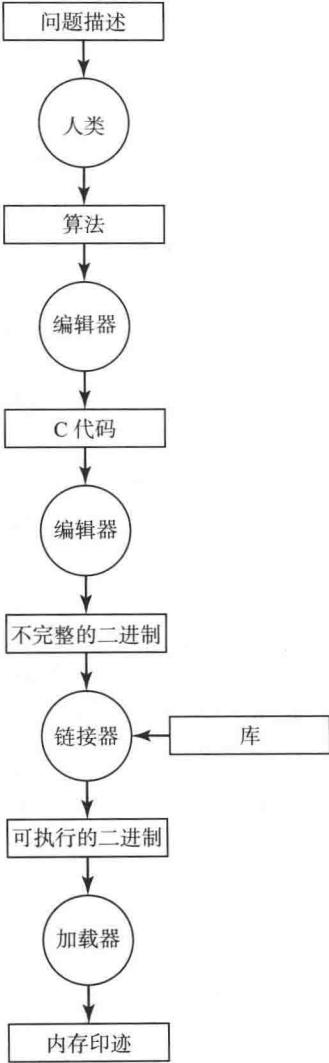 问题描述
人类
算法
编辑器
C 代码
编辑器
不完整的二进制
链接器
库
可执行的二进制
加载器
内存印迹